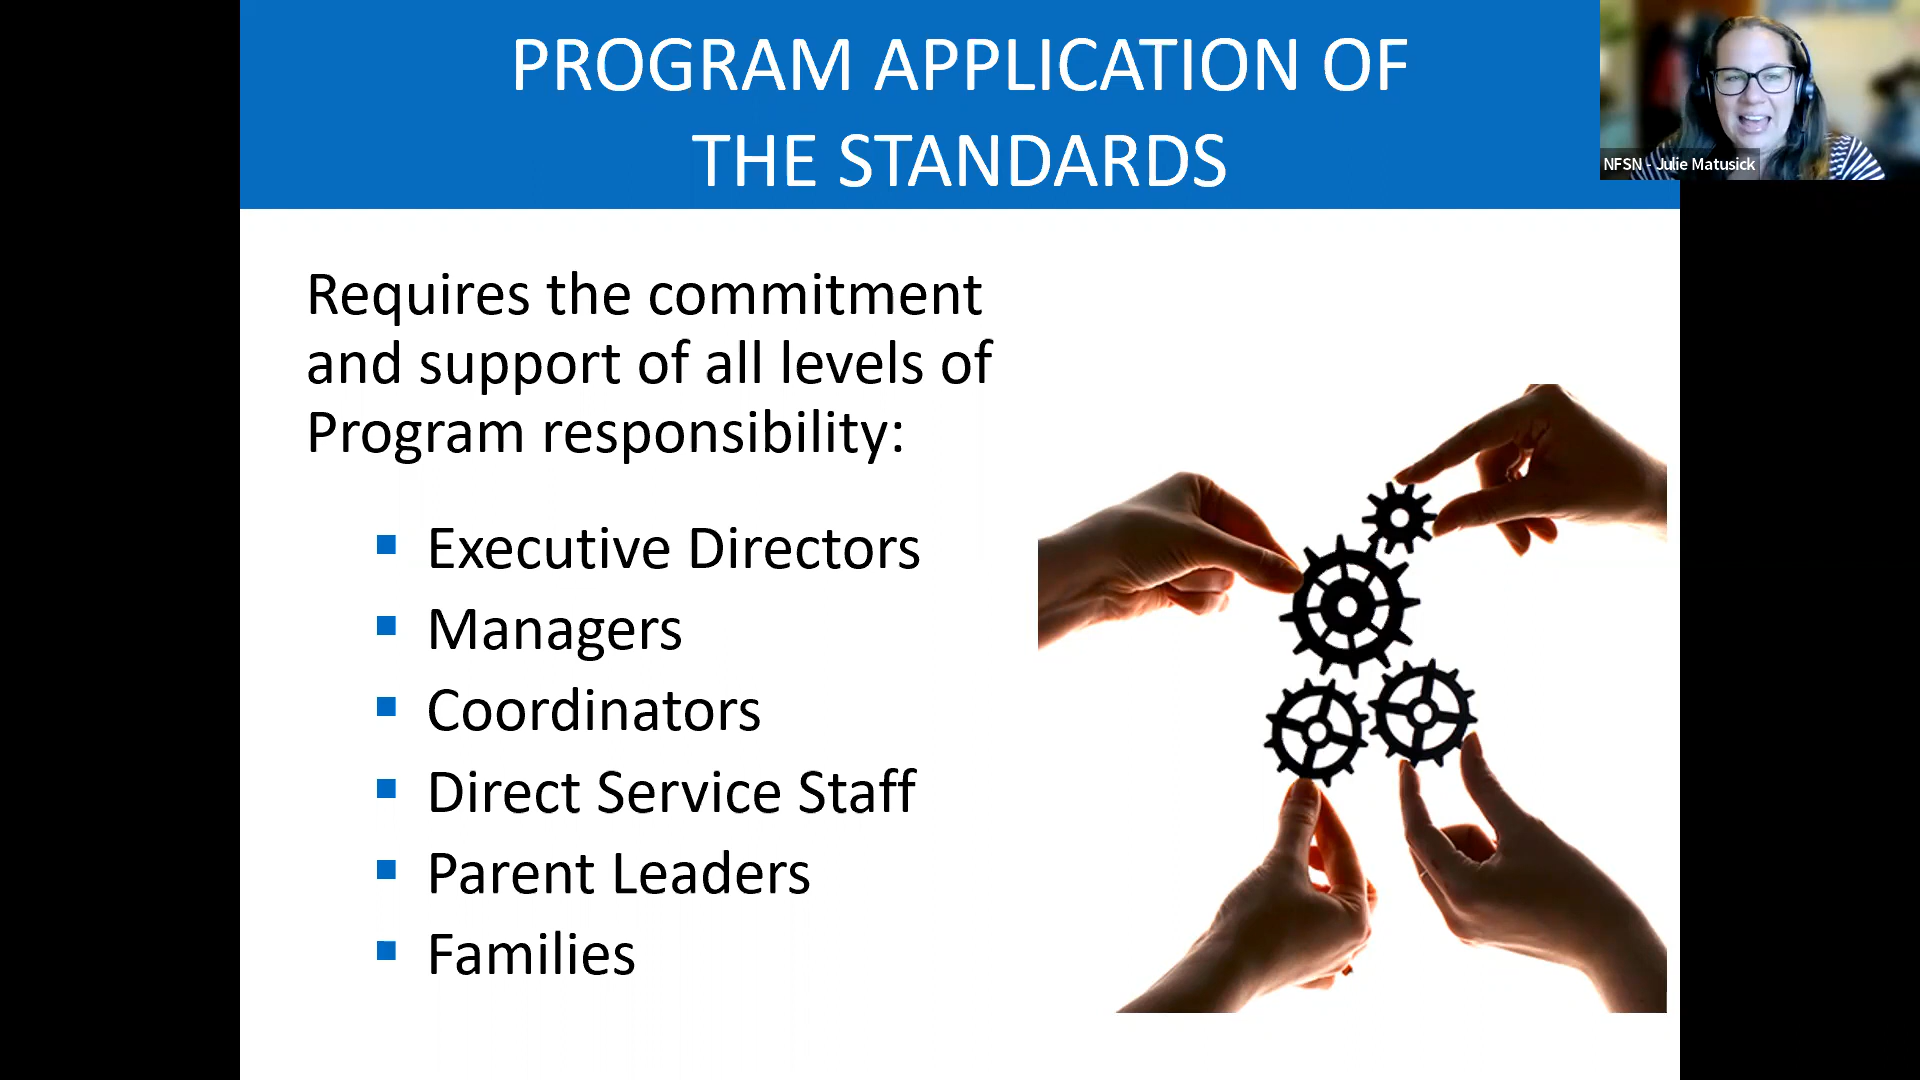 PROGRAM APPLICATION OF
THE STANDARDS
NFSN - Julie Matusick
Requires the commitment
and support of all levels of
Program responsibility:
Executive Directors
Managers
Coordinators
Direct Service Staff
Parent Leaders
Families